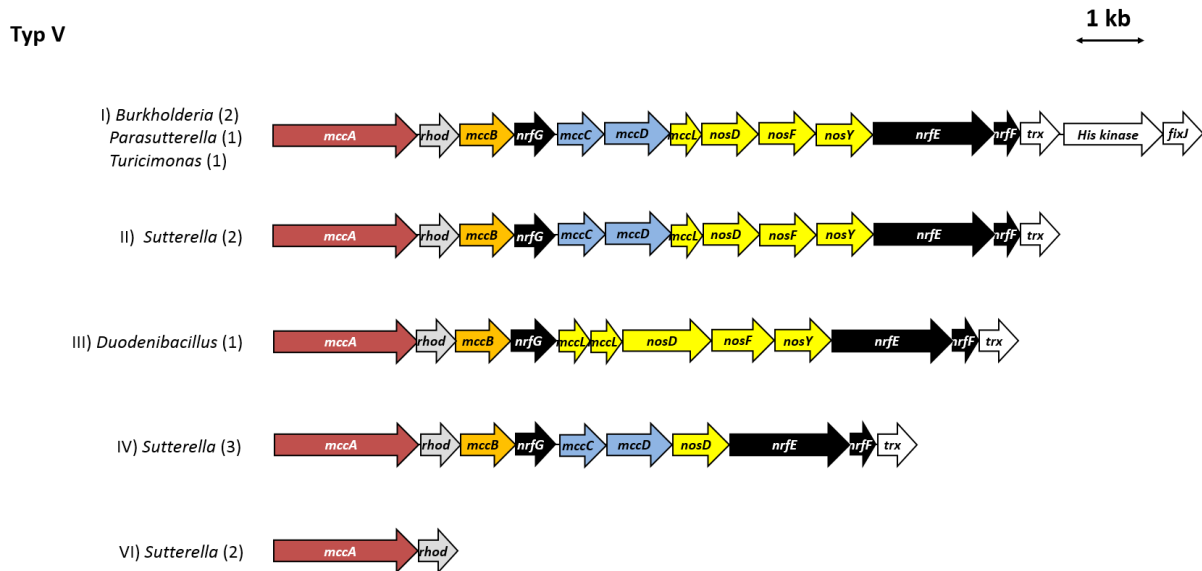 1 kb
Typ V
I) Burkholderia (2)
Parasutterella (1)
Turicimonas (1)
mccA rhod mccB nrfG mccC mccD mccL nosD nosF nosY nrfE nrfF trx His kinase fixJ
II) Sutterella (2)
mccA rhod mccB nrfG mccC mccD mccL nosD nosF nosY nrfE nrfF trx
III) Duodenibacillus (1)
mccA rhod mccB nrfG mccL mccL nosD nosF nosY nrfE nrfF trx
IV) Sutterella (3)
mccA rhod mccB nrfG mccC mccD nosD nrfE nrfF trx
VI) Sutterella (2)
mccA rhod